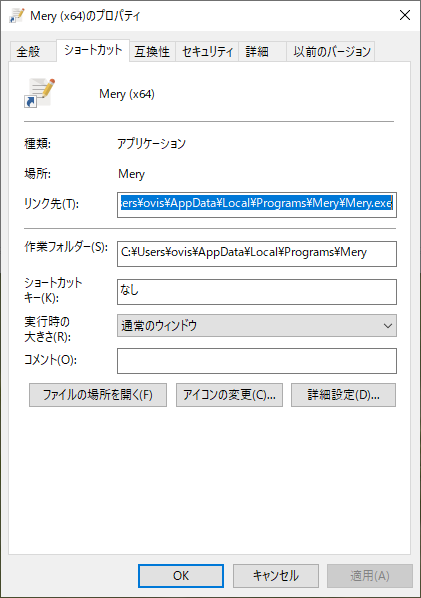 Mery (x64)のプロパティ
全般 ショートカット 互換性 セキュリティ 詳細 以前のバージョン
Mery (x64)
種類: アプリケーション
場所: Mery
リンク先(T): ers¥ovis¥AppData¥Local¥Programs¥Mery¥Mery.exe
作業フォルダー(S): C:¥Users¥ovis¥AppData¥Local¥Programs¥Mery
ショートカット
キー(K): なし
実行時の
大きさ(R): 通常のウィンドウ
コメント(O):
ファイルの場所を開く(F) アイコンの変更(C)... 詳細設定(D)...
OK キャンセル 適用(A)